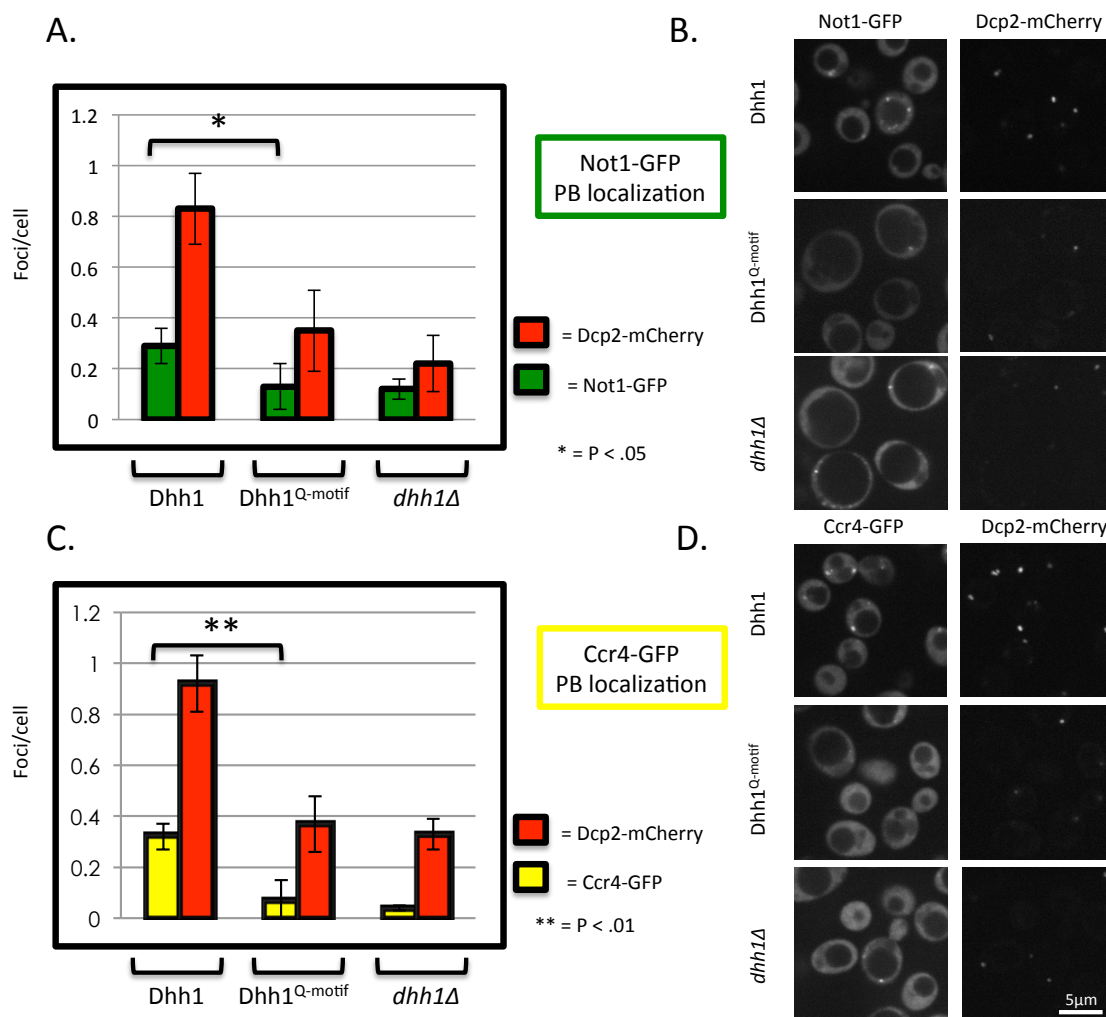 A.
Foci/cell
1.2
1
0.8
0.6
0.4
0.2
0
*
Dhh1
Dhh1Q-motif
dhh1Δ
Not1-GFP
PB localization
= Dcp2-mCherry
= Not1-GFP
* = P < .05
B.
Not1-GFP
Dcp2-mCherry
Dhh1
Dhh1Q-motif
dhh1Δ
C.
Foci/cell
1.2
1
0.8
0.6
0.4
0.2
0
**
Dhh1
Dhh1Q-motif
dhh1Δ
Ccr4-GFP
PB localization
= Dcp2-mCherry
= Ccr4-GFP
** = P < .01
D.
Ccr4-GFP
Dcp2-mCherry
Dhh1
Dhh1Q-motif
dhh1Δ
5μm